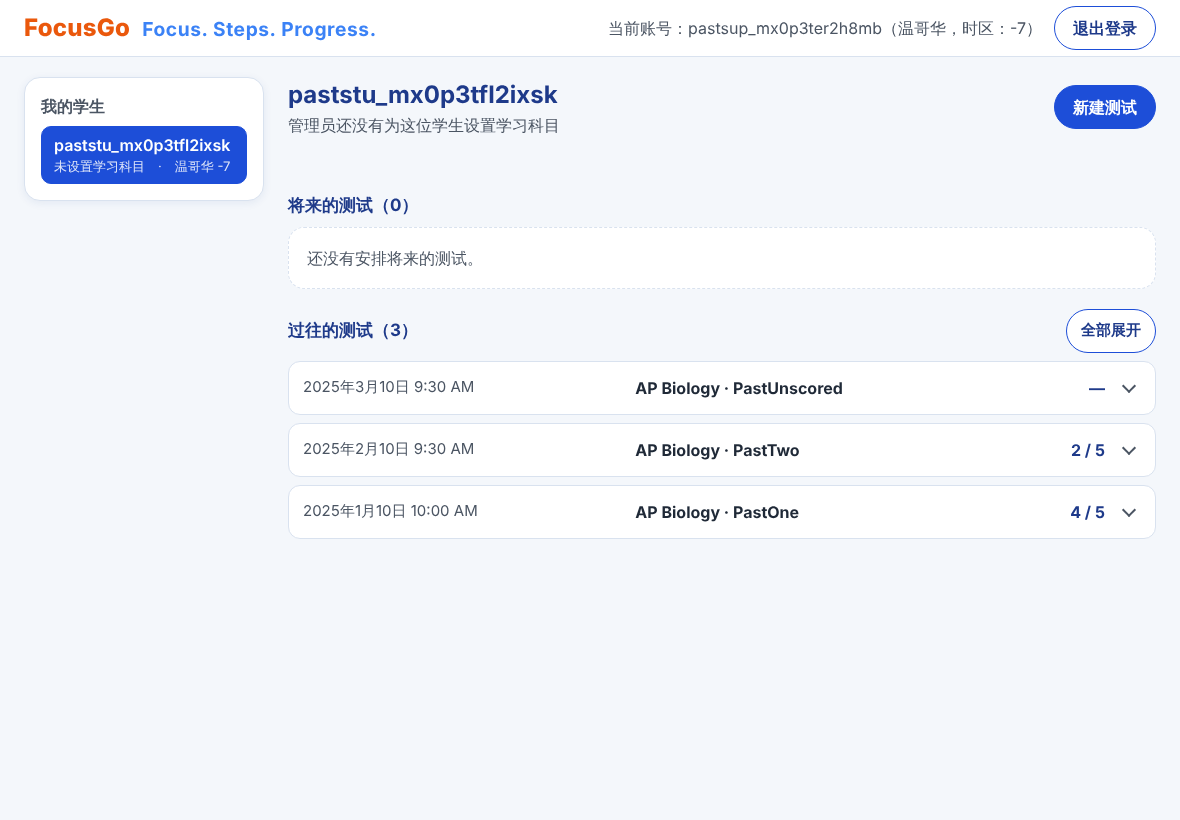 FocusGo Focus. Steps. Progress. 当前账号：pastsup_mx0p3ter2h8mb（温哥华，时区：-7） 退出登录
我的学生
paststu_mx0p3tfl2ixsk
未设置学习科目 · 温哥华 -7
paststu_mx0p3tfl2ixsk
管理员还没有为这位学生设置学习科目
新建测试
将来的测试（0）
还没有安排将来的测试。
过往的测试（3） 全部展开
2025年3月10日 9:30 AM AP Biology · PastUnscored —
2025年2月10日 9:30 AM AP Biology · PastTwo 2 / 5
2025年1月10日 10:00 AM AP Biology · PastOne 4 / 5